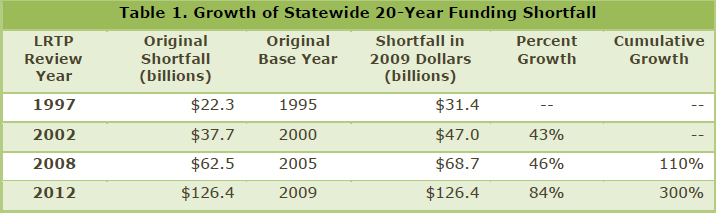 Table 1. Growth of Statewide 20-Year Funding Shortfall
LRTP Review Year | Original Shortfall (billions) | Original Base Year | Shortfall in 2009 Dollars (billions) | Percent Growth | Cumulative Growth
1997 $22.3 1995 $31.4 -- --
2002 $37.7 2000 $47.0 43% --
2008 $62.5 2005 $68.7 46% 110%
2012 $126.4 2009 $126.4 84% 300%